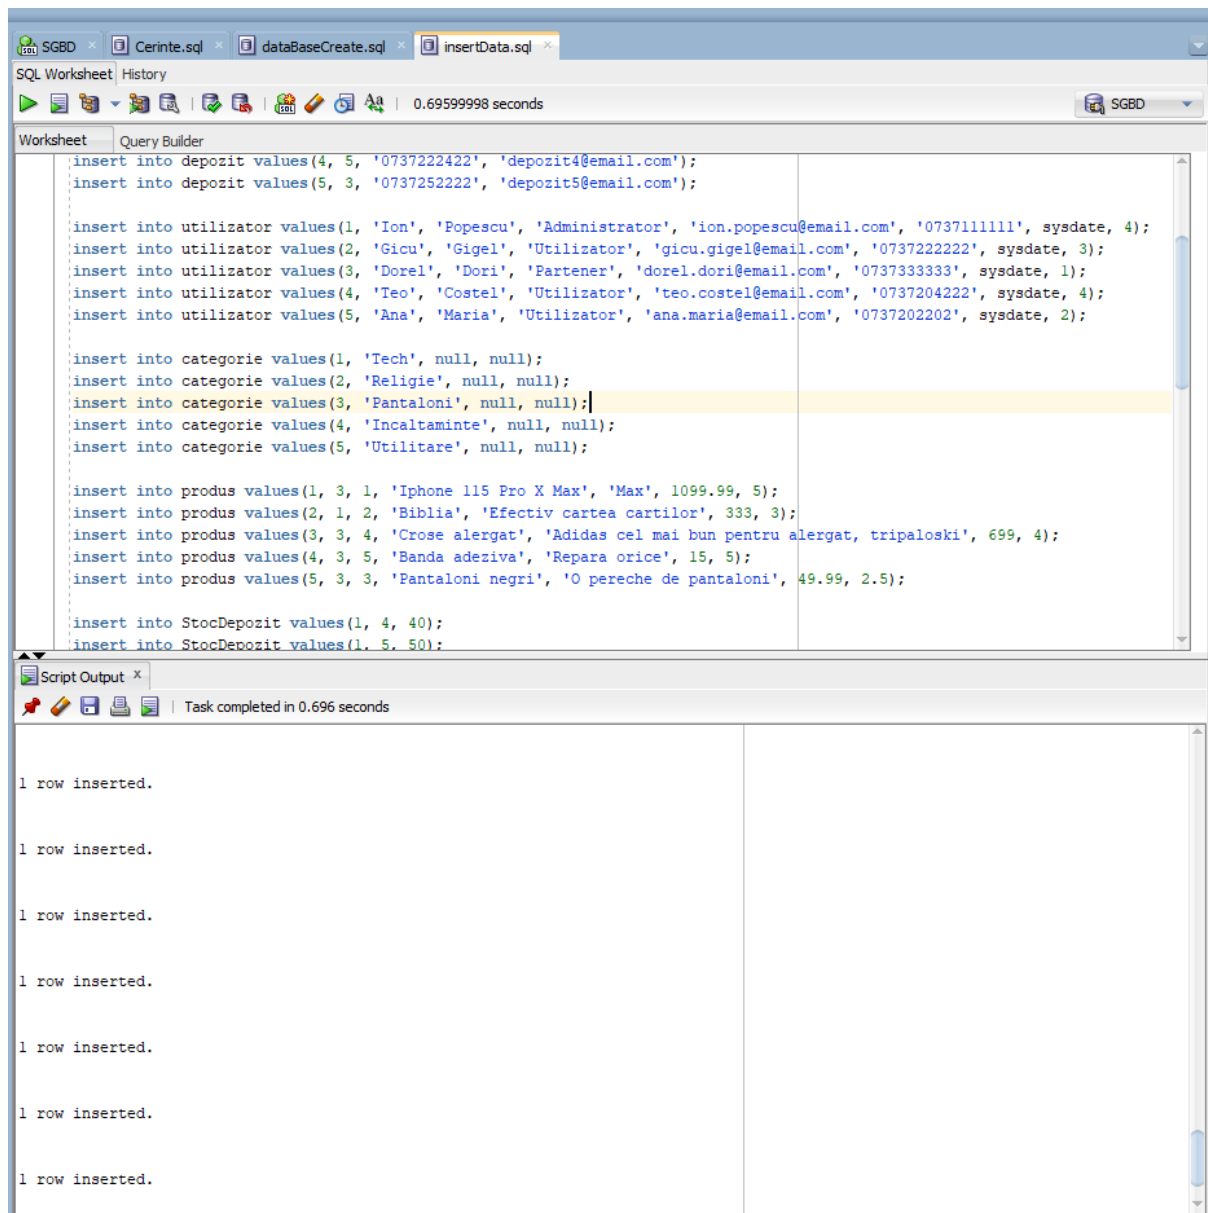 SGBD Cerinte.sql dataBaseCreate.sql insertData.sql
SQL Worksheet History
0.69599998 seconds SGBD
Worksheet Query Builder
insert into depozit values(4, 5, '0737222422', 'depozit4@email.com');
insert into depozit values(5, 3, '0737252222', 'depozit5@email.com');
insert into utilizator values(1, 'Ion', 'Popescu', 'Administrator', 'ion.popescu@email.com', '0737111111', sysdate, 4);
insert into utilizator values(2, 'Gicu', 'Gigel', 'Utilizator', 'gicu.gigel@email.com', '0737222222', sysdate, 3);
insert into utilizator values(3, 'Dorel', 'Dori', 'Partener', 'dorel.dori@email.com', '0737333333', sysdate, 1);
insert into utilizator values(4, 'Teo', 'Costel', 'Utilizator', 'teo.costel@email.com', '0737204222', sysdate, 4);
insert into utilizator values(5, 'Ana', 'Maria', 'Utilizator', 'ana.maria@email.com', '0737202202', sysdate, 2);
insert into categorie values(1, 'Tech', null, null);
insert into categorie values(2, 'Religie', null, null);
insert into categorie values(3, 'Pantaloni', null, null);
insert into categorie values(4, 'Incaltaminte', null, null);
insert into categorie values(5, 'Utilitare', null, null);
insert into produs values(1, 3, 1, 'Iphone 115 Pro X Max', 'Max', 1099.99, 5);
insert into produs values(2, 1, 2, 'Biblia', 'Efectiv cartea cartilor', 333, 3);
insert into produs values(3, 3, 4, 'Crose alergat', 'Adidas cel mai bun pentru alergat, tripaloski', 699, 4);
insert into produs values(4, 3, 5, 'Banda adeziva', 'Repara orice', 15, 5);
insert into produs values(5, 3, 3, 'Pantaloni negri', 'O pereche de pantaloni', 49.99, 2.5);
insert into StocDepozit values(1, 4, 40);
insert into StocDepozit values(1, 5, 50);
Script Output
Task completed in 0.696 seconds
1 row inserted.
1 row inserted.
1 row inserted.
1 row inserted.
1 row inserted.
1 row inserted.
1 row inserted.